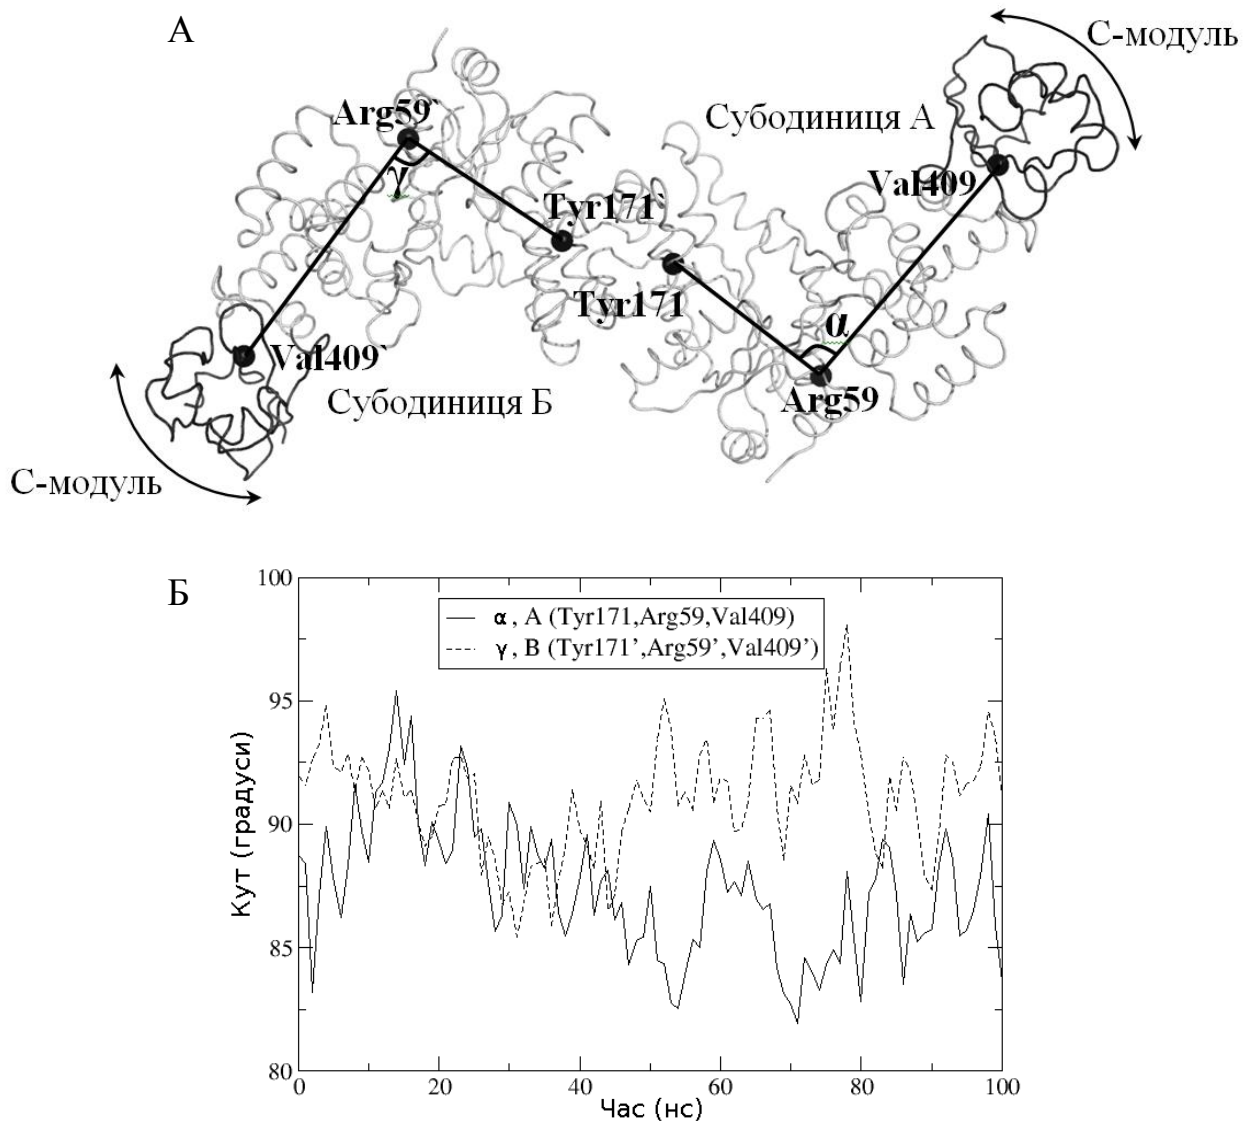 А
С-модуль
Arg59`
Субодиниця А
γ
Val409
Tyr171`
Tyr171
α
Val409`
Arg59
Субодиниця Б
С-модуль
Б
100
α , A (Tyr171,Arg59,Val409)
γ , B (Tyr171’,Arg59’,Val409’)
95
90
85
80
Кут (градуси)
0 20 40 60 80 100
Час (нс)